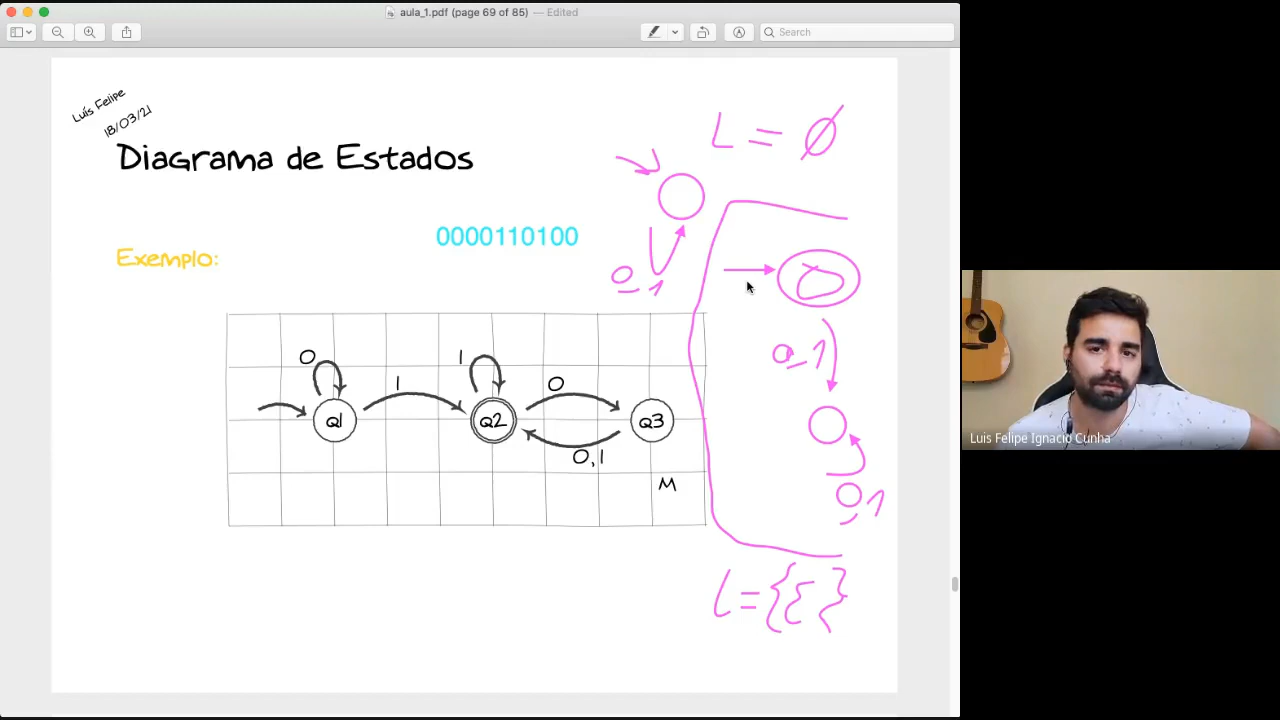 aula_1.pdf (page 69 of 85) — Edited
Search
Luís Felipe
18/03/21
Diagrama de Estados
L = ∅
0000110100
Exemplo:
0,1
0,1
0
1
1
0
Q1
Q2
Q3
0,1
M
0,1
L={ε}
Luis Felipe Ignacio Cunha